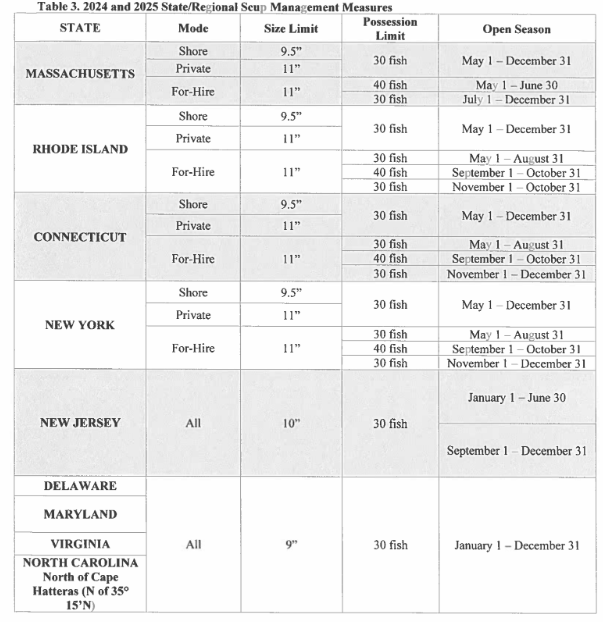 Table 3. 2024 and 2025 State/Regional Scup Management Measures
STATE Mode Size Limit Possession Limit Open Season
MASSACHUSETTS
Shore 9.5”
Private 11”
30 fish May 1 – December 31
For-Hire 11”
40 fish May 1 – June 30
30 fish July 1 – December 31
RHODE ISLAND
Shore 9.5”
Private 11”
30 fish May 1 – December 31
For-Hire 11”
30 fish May 1 – August 31
40 fish September 1 – October 31
30 fish November 1 – October 31
CONNECTICUT
Shore 9.5”
Private 11”
30 fish May 1 – December 31
For-Hire 11”
30 fish May 1 – August 31
40 fish September 1 – October 31
30 fish November 1 – December 31
NEW YORK
Shore 9.5”
Private 11”
30 fish May 1 – December 31
For-Hire 11”
30 fish May 1 – August 31
40 fish September 1 – October 31
30 fish November 1 – December 31
NEW JERSEY All 10” 30 fish
January 1 – June 30
September 1 – December 31
DELAWARE
MARYLAND
VIRGINIA
NORTH CAROLINA
North of Cape
Hatteras (N of 35°
15’N)
All 9” 30 fish January 1 – December 31